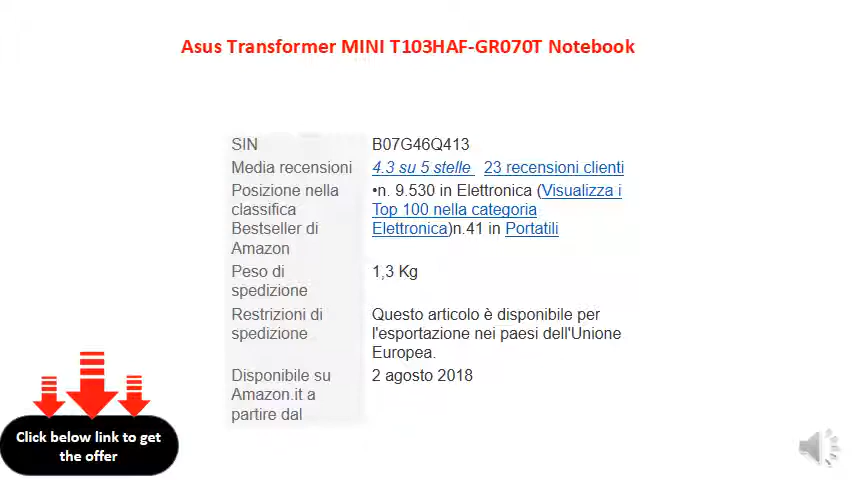 Asus Transformer MINI T103HAF-GR070T Notebook
SIN B07G46Q413
Media recensioni 4.3 su 5 stelle 23 recensioni clienti
Posizione nella •n. 9.530 in Elettronica (Visualizza i
classifica Top 100 nella categoria
Bestseller di Elettronica)n.41 in Portatili
Amazon
Peso di 1,3 Kg
spedizione
Restrizioni di Questo articolo è disponibile per
spedizione l'esportazione nei paesi dell'Unione
Europea.
Disponibile su 2 agosto 2018
Amazon.it a
partire dal
Click below link to get
the offer